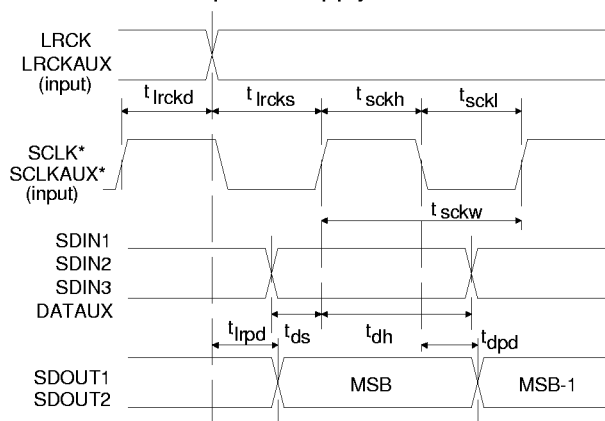 LRCK
LRCKAUX
(input)
t lrckd
t lrcks
t sckh
t sckl
SCLK*
SCLKAUX*
(input)
t sckw
SDIN1
SDIN2
SDIN3
DATAUX
t lrpd
t ds
t dh
t dpd
SDOUT1
SDOUT2
MSB
MSB-1